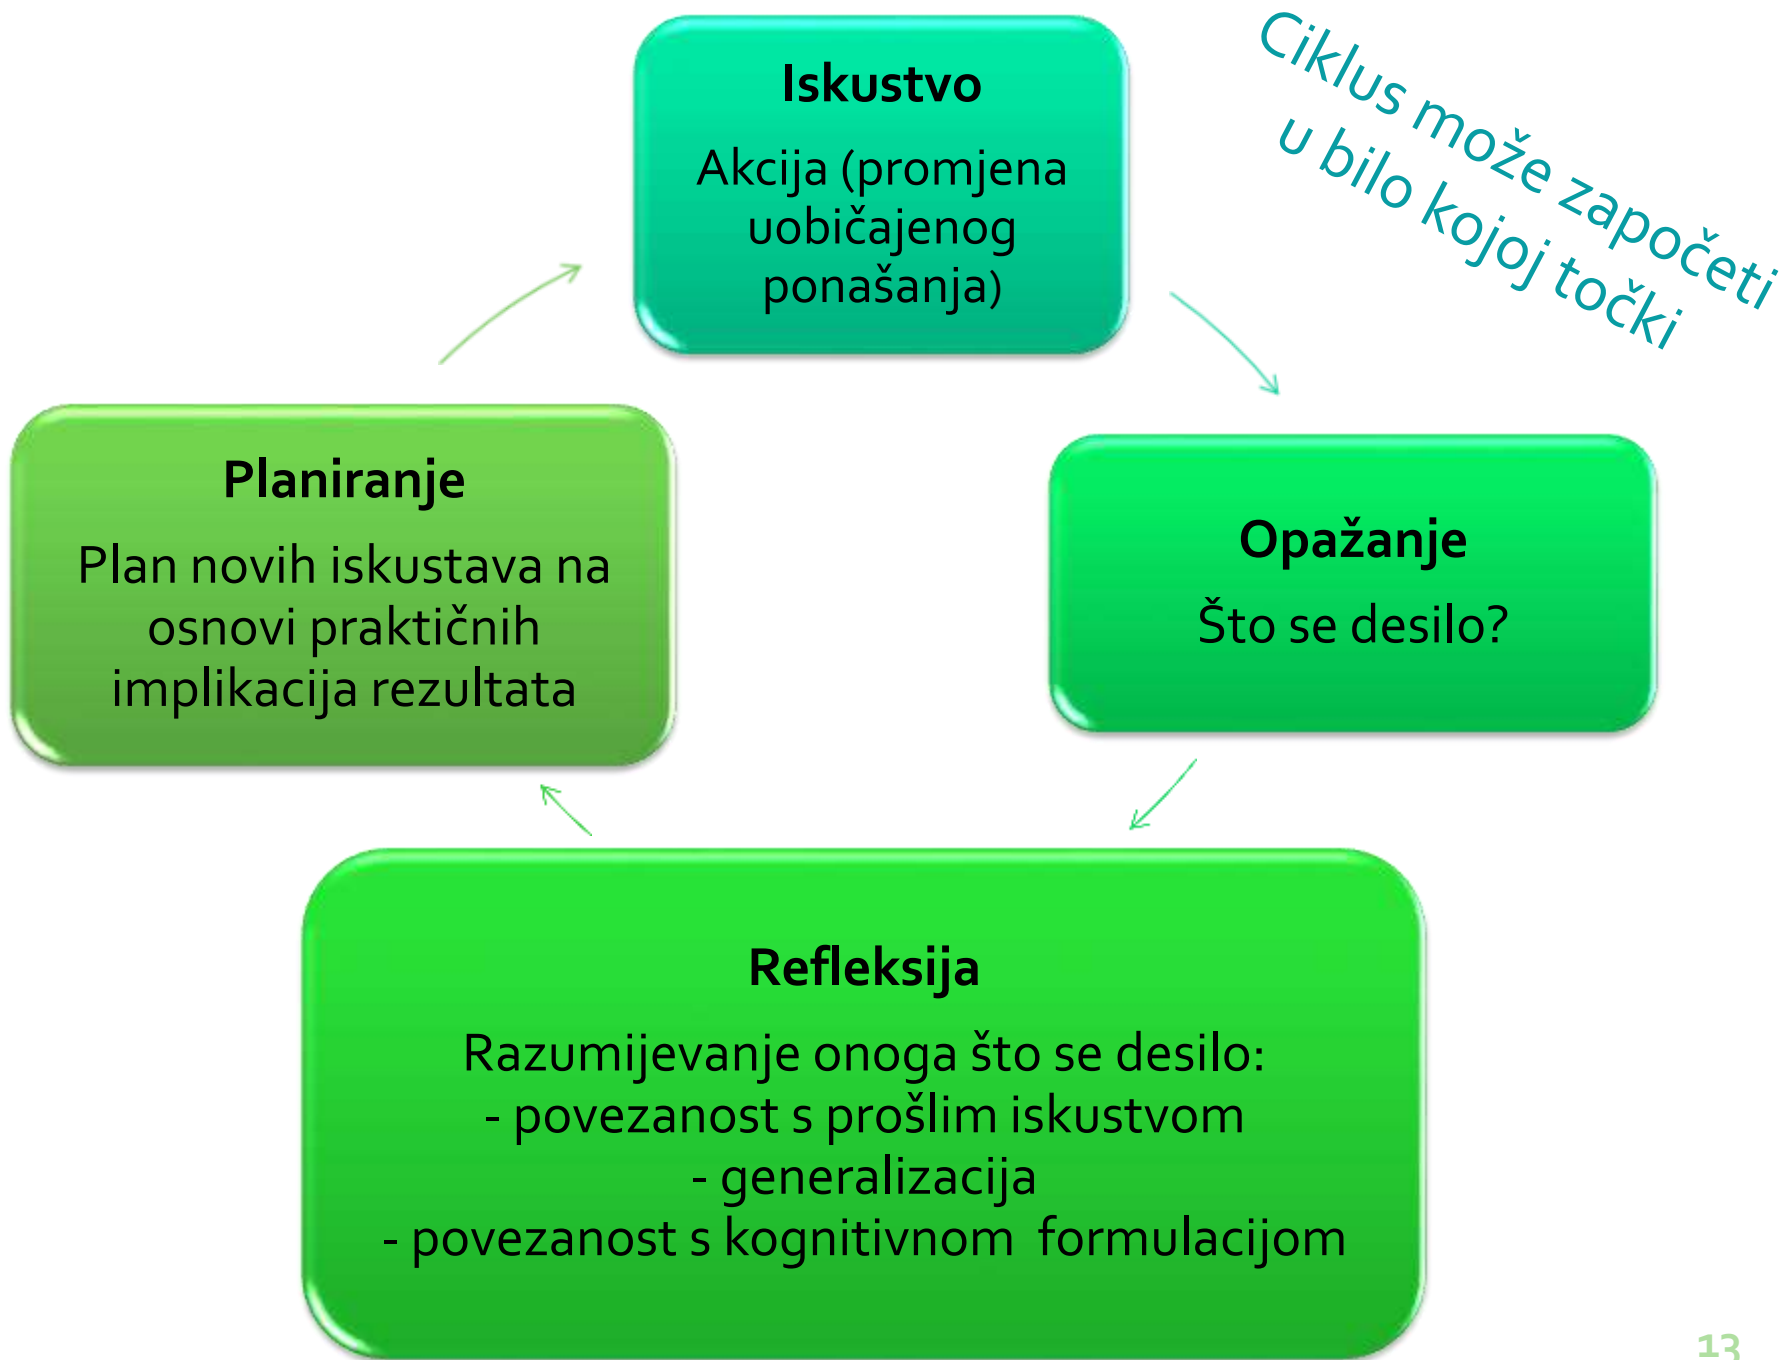 Iskustvo
Akcija (promjena
uobičajenog
ponašanja)
Ciklus može započeti
u bilo kojoj točki
Opažanje
Što se desilo?
Refleksija
Razumijevanje onoga što se desilo:
- povezanost s prošlim iskustvom
- generalizacija
- povezanost s kognitivnom  formulacijom
Planiranje
Plan novih iskustava na
osnovi praktičnih
implikacija rezultata
13